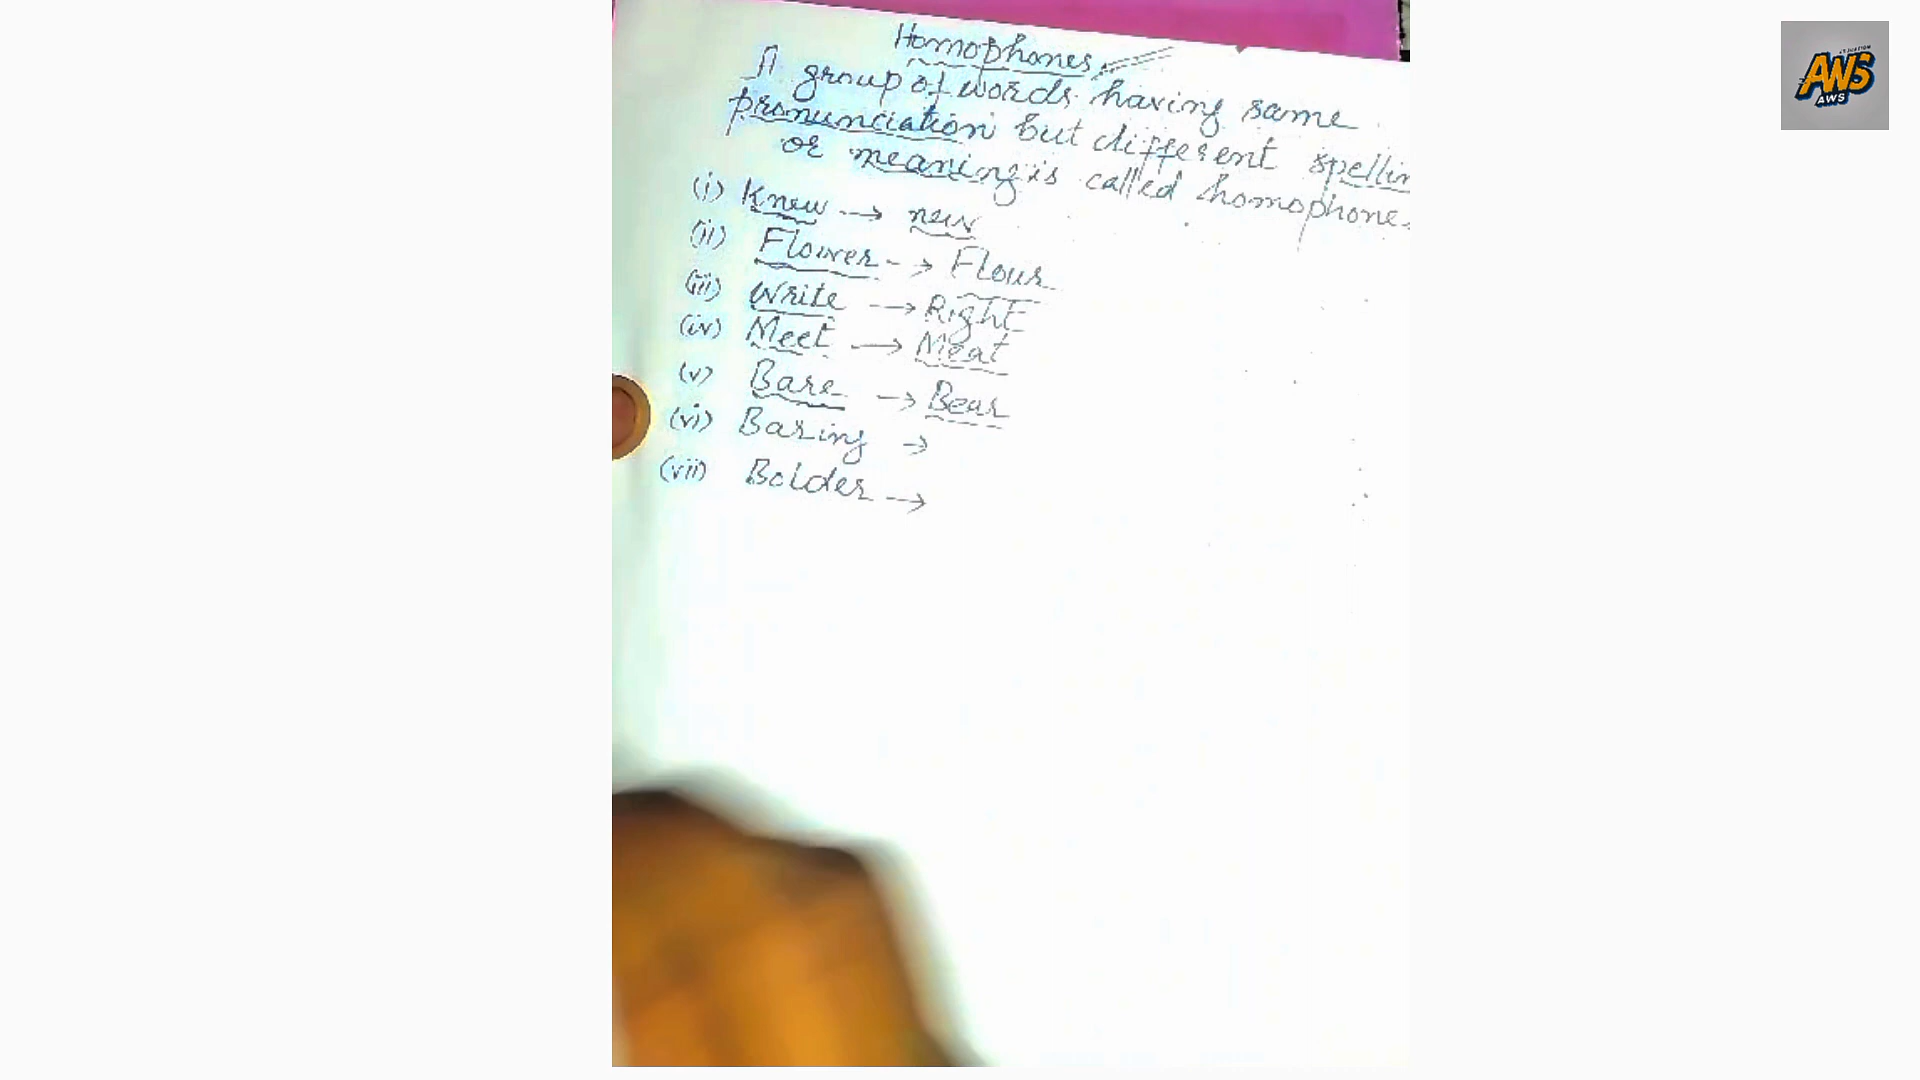 Homophones
A group of words having same
pronunciation but different spellin
or meaning is called homophone.
(i) Knew → new
(ii) Flower → Flour
(iii) Write → Right
(iv) Meet → Meat
(v) Bare → Bear
(vi) Baring →
(vii) Bolder →
AWS
AWS